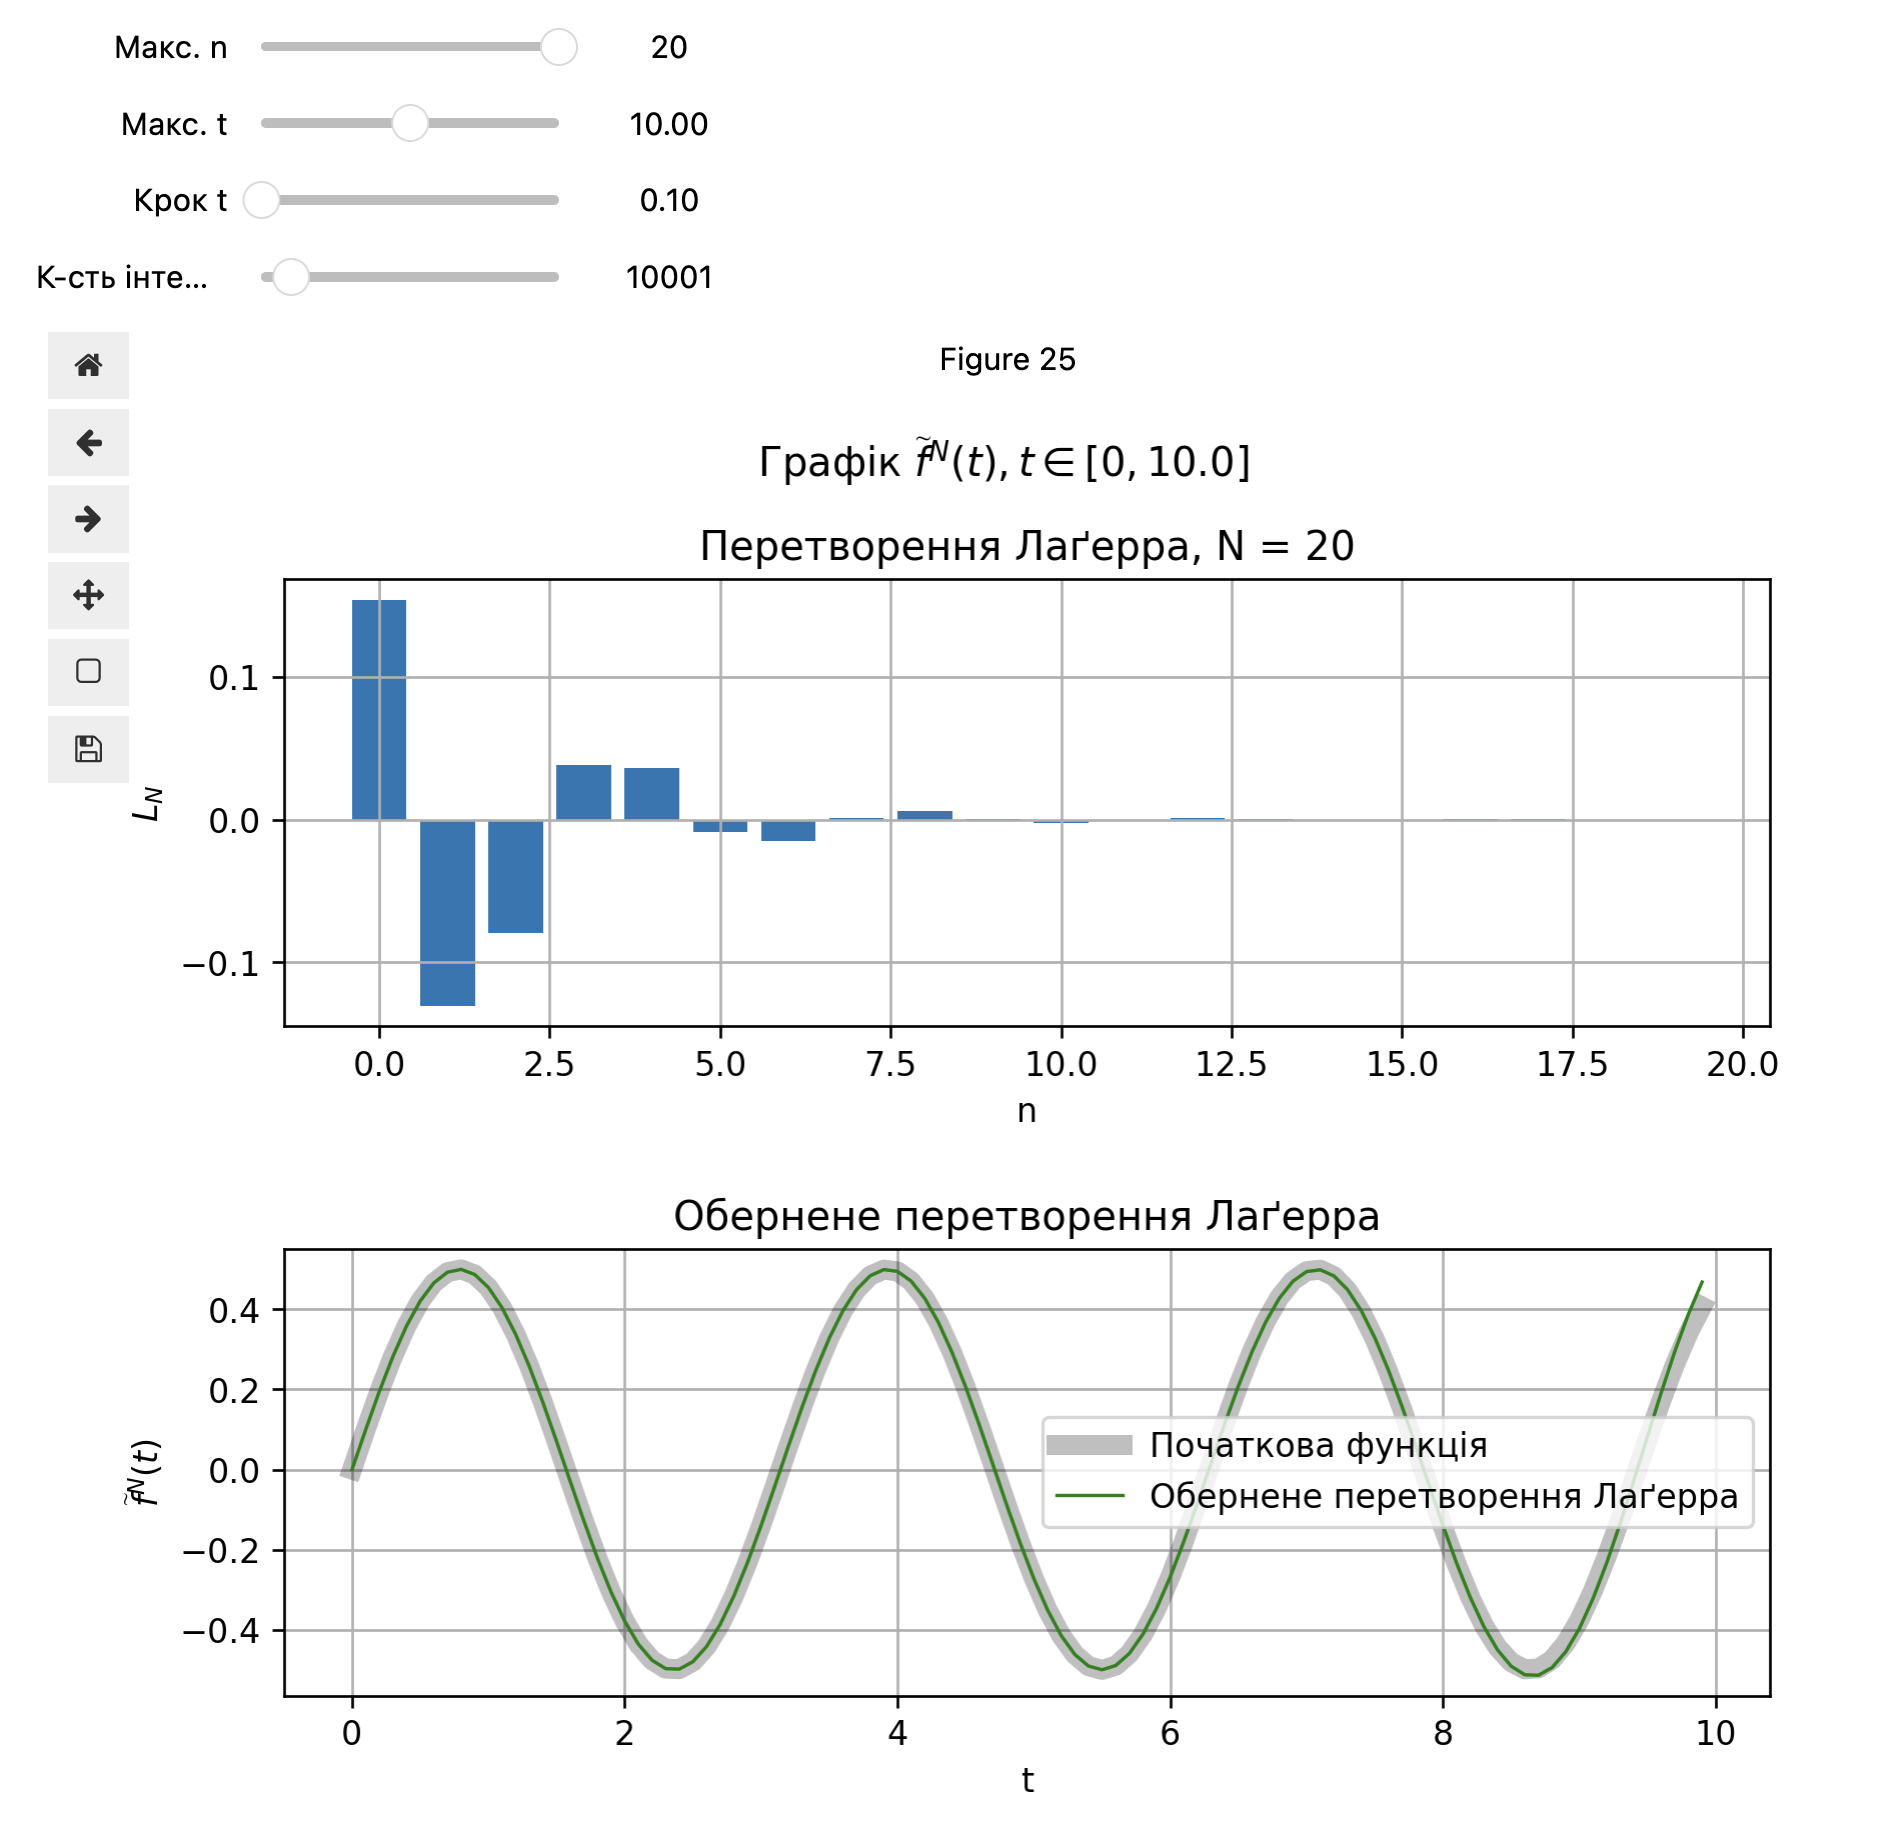 Макс. n 20
Макс. t 10.00
Крок t 0.10
К-сть інте... 10001
Figure 25
Графік f̃ᴺ(t), t ∈ [0, 10.0]
Перетворення Лаґерра, N = 20
0.1
0.0
−0.1
L_N
0.0 2.5 5.0 7.5 10.0 12.5 15.0 17.5 20.0
n
Обернене перетворення Лаґерра
0.4
0.2
0.0
−0.2
−0.4
f̃ᴺ(t)
Початкова функція
Обернене перетворення Лаґерра
0 2 4 6 8 10
t